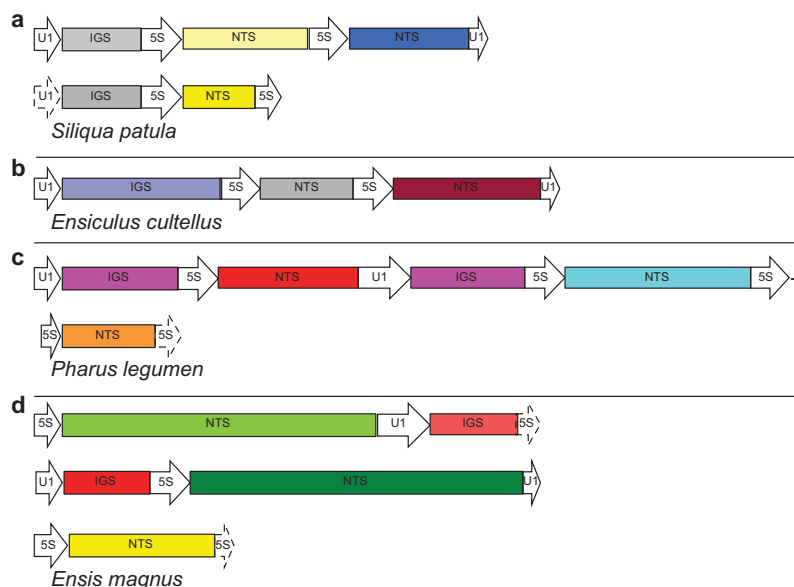 a
U1 IGS 5S NTS 5S NTS U1
U1 IGS 5S NTS 5S
Siliqua patula
b
U1 IGS 5S NTS 5S NTS U1
Ensiculus cultellus
c
U1 IGS 5S NTS U1 IGS 5S NTS 5S
5S NTS 5S
Pharus legumen
d
5S NTS U1 IGS 5S
U1 IGS 5S NTS U1
5S NTS 5S
Ensis magnus